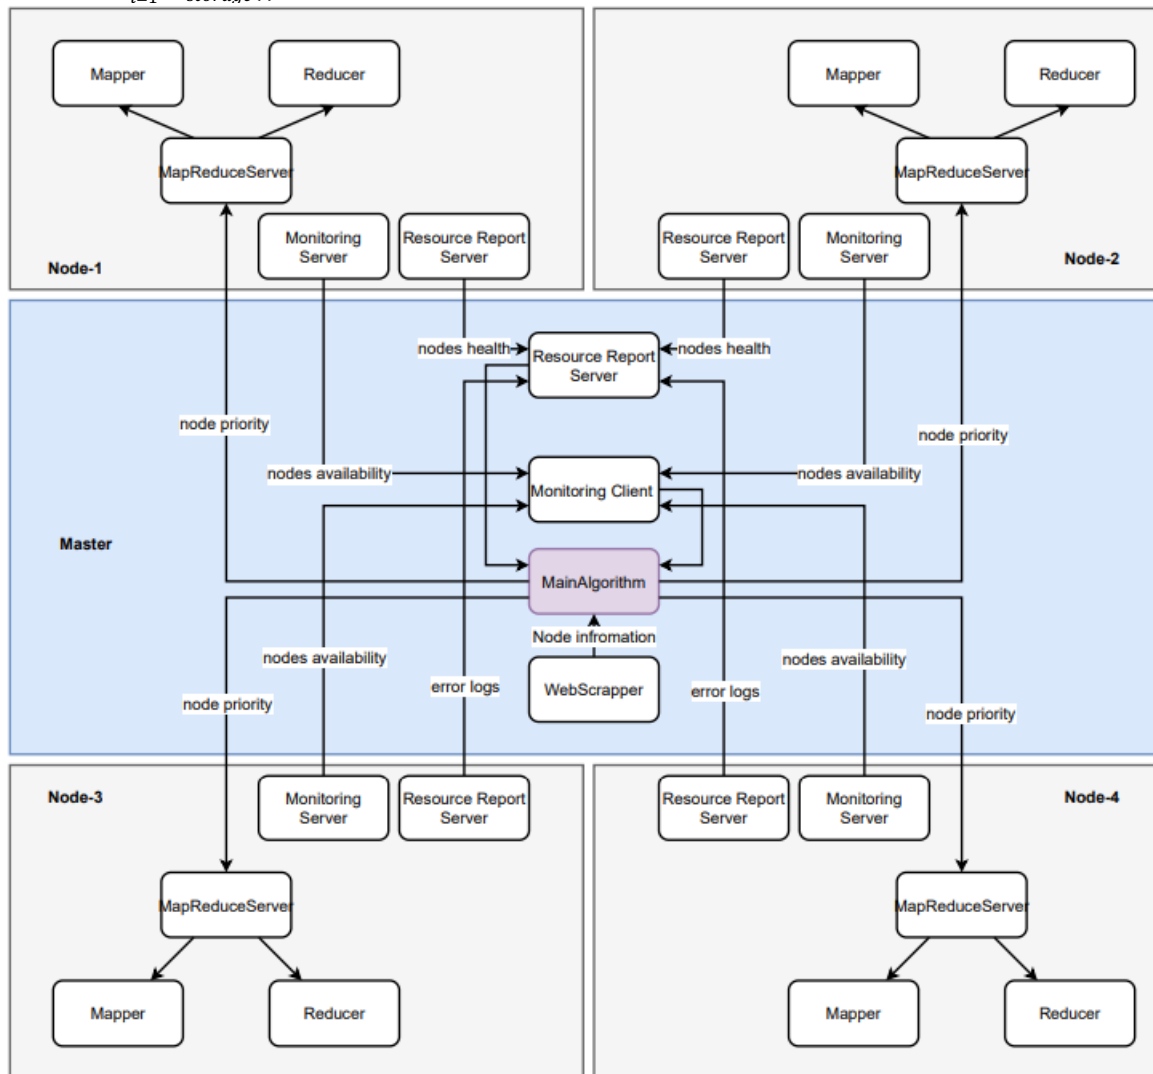 Mapper
Reducer
MapReduceServer
Monitoring
Server
Resource Report
Server
Node-1
Mapper
Reducer
MapReduceServer
Resource Report
Server
Monitoring
Server
Node-2
nodes health
Resource Report
Server
nodes health
node priority
node priority
nodes availability
Monitoring Client
nodes availability
Master
MainAlgorithm
Node infromation
nodes availability
nodes availability
error logs
WebScrapper
error logs
node priority
node priority
Node-3
Monitoring
Server
Resource Report
Server
MapReduceServer
Mapper
Reducer
Resource Report
Server
Monitoring
Server
Node-4
MapReduceServer
Mapper
Reducer